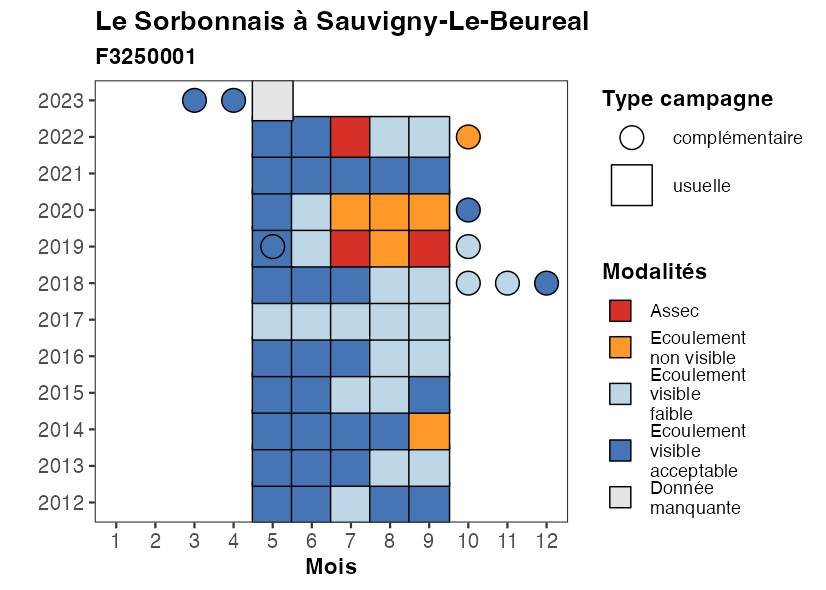 Le Sorbonnais à Sauvigny-Le-Beureal
F3250001
2023
2022
2021
2020
2019
2018
2017
2016
2015
2014
2013
2012
1 2 3 4 5 6 7 8 9 10 11 12
Mois
Type campagne
complémentaire
usuelle
Modalités
Assec
Ecoulement
non visible
Ecoulement
visible
faible
Ecoulement
visible
acceptable
Donnée
manquante